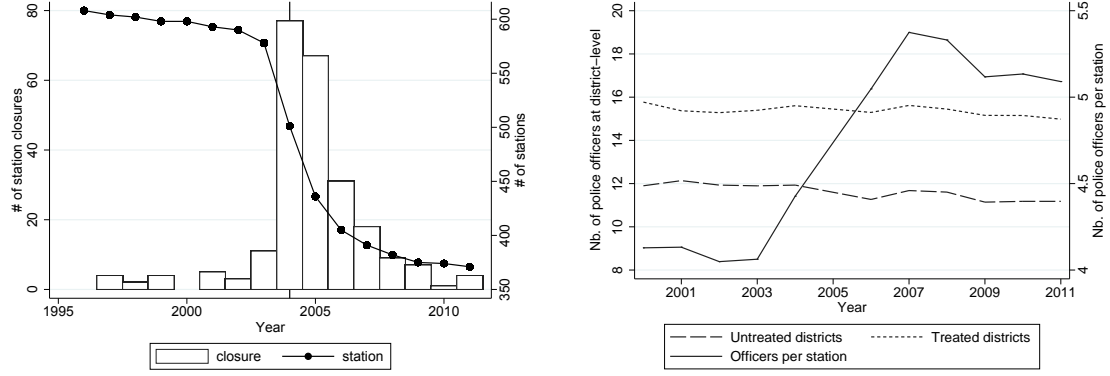 # of station closures
0 20 40 60 80
350 400 450 500 550 600
# of stations
1995 2000 2005 2010
Year
closure station
Nb. of police officers at district-level
8 10 12 14 16 18 20
4 4.5 5 5.5
Nb. of police officers per station
2001 2003 2005 2007 2009 2011
Year
Untreated districts Treated districts
Officers per station